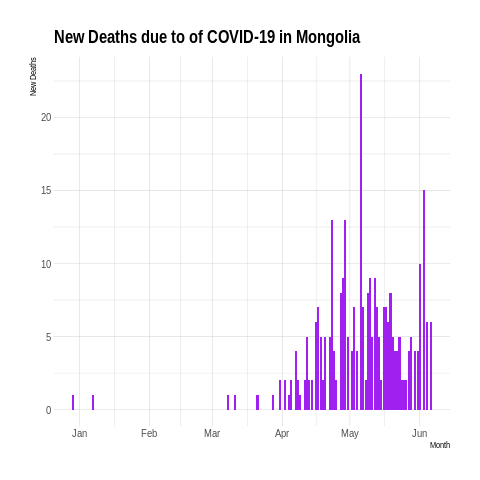 New Deaths due to of COVID-19 in Mongolia
New Deaths
20
15
10
5
0
Jan Feb Mar Apr May Jun
Month